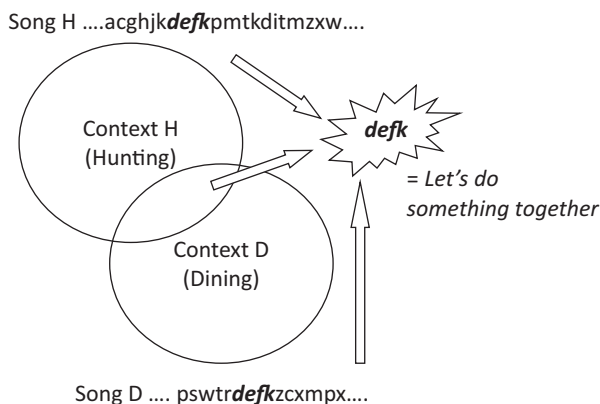 Song H ....acghjkdefkpmtkditmzxw....
Context H
(Hunting)
defk
= Let's do
something together
Context D
(Dining)
Song D .... pswtrdefkzcxmpx....